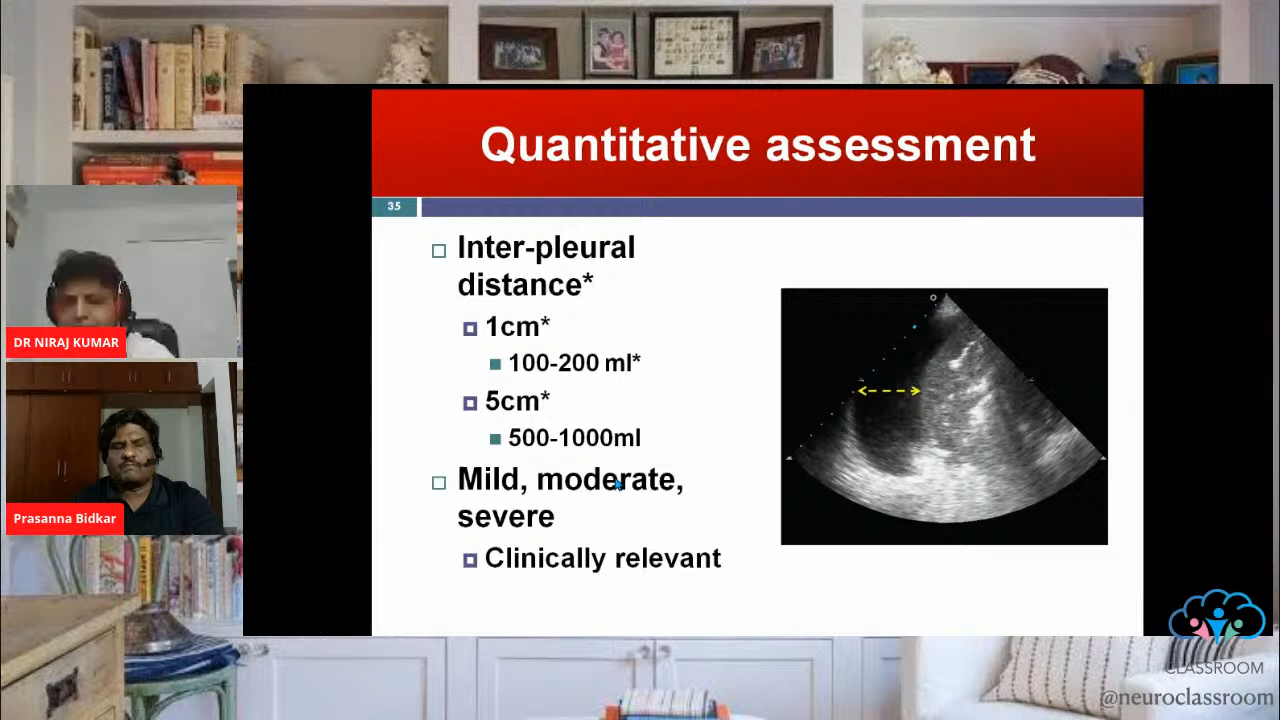 Quantitative assessment
35
Inter-pleural
distance*
1cm*
100-200 ml*
5cm*
500-1000ml
Mild, moderate,
severe
Clinically relevant
DR NIRAJ KUMAR
Prasanna Bidkar
CLASSROOM
@neuroclassroom